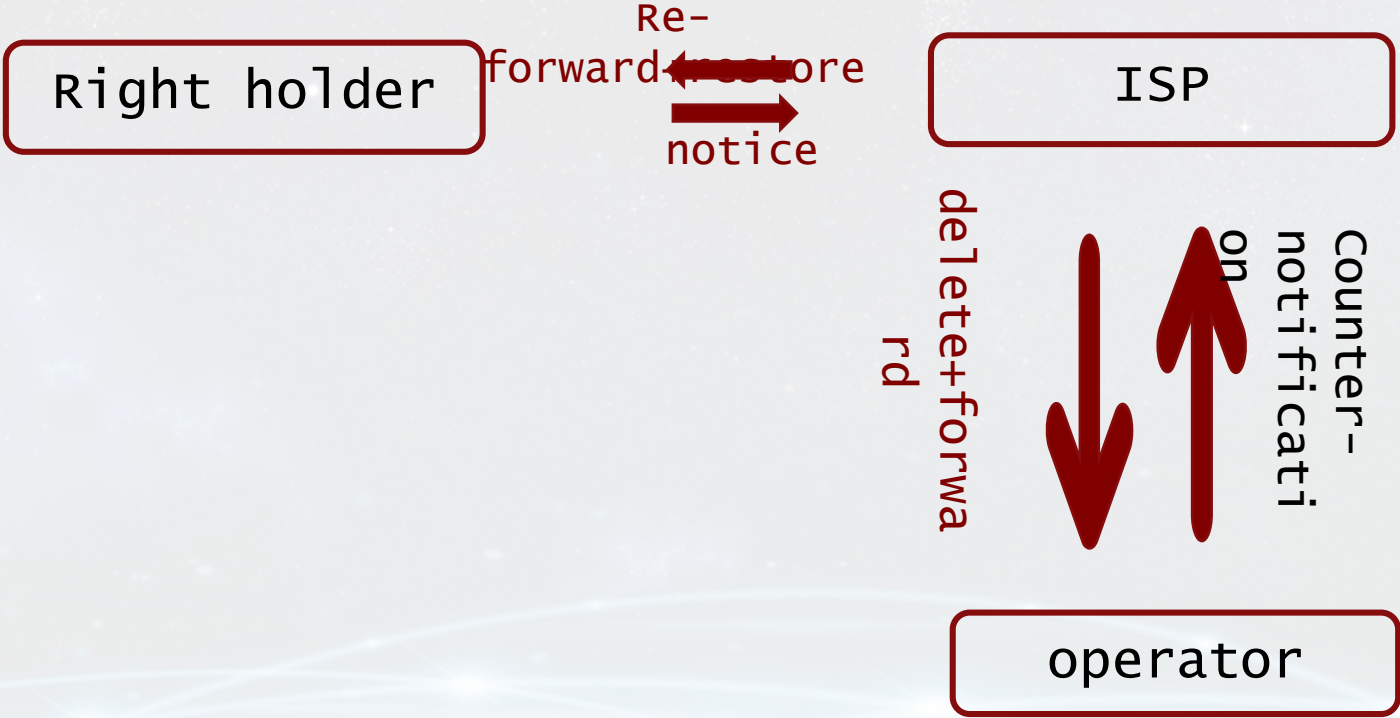 Re-
forward+restore
Right holder
ISP
notice
delete+forwa
rd
Counter-
notificati
on
operator